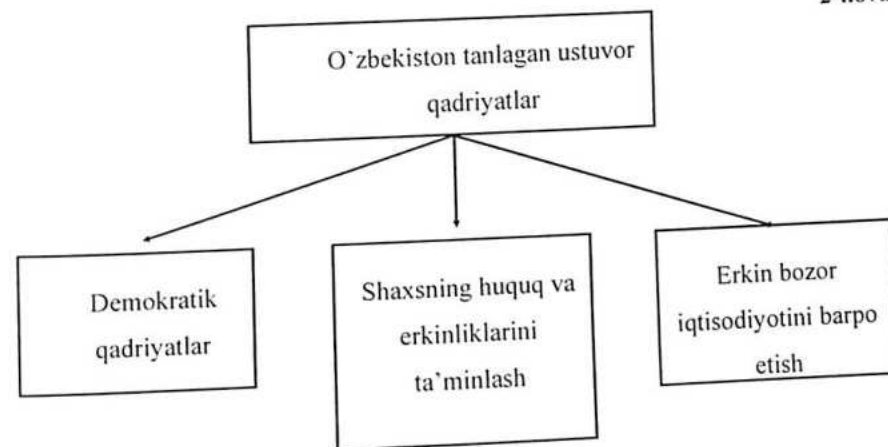 O`zbekiston tanlagan ustuvor
qadriyatlar
Demokratik
qadriyatlar
Shaxsning huquq va
erkinliklarini
ta`minlash
Erkin bozor
iqtisodiyotini barpo
etish